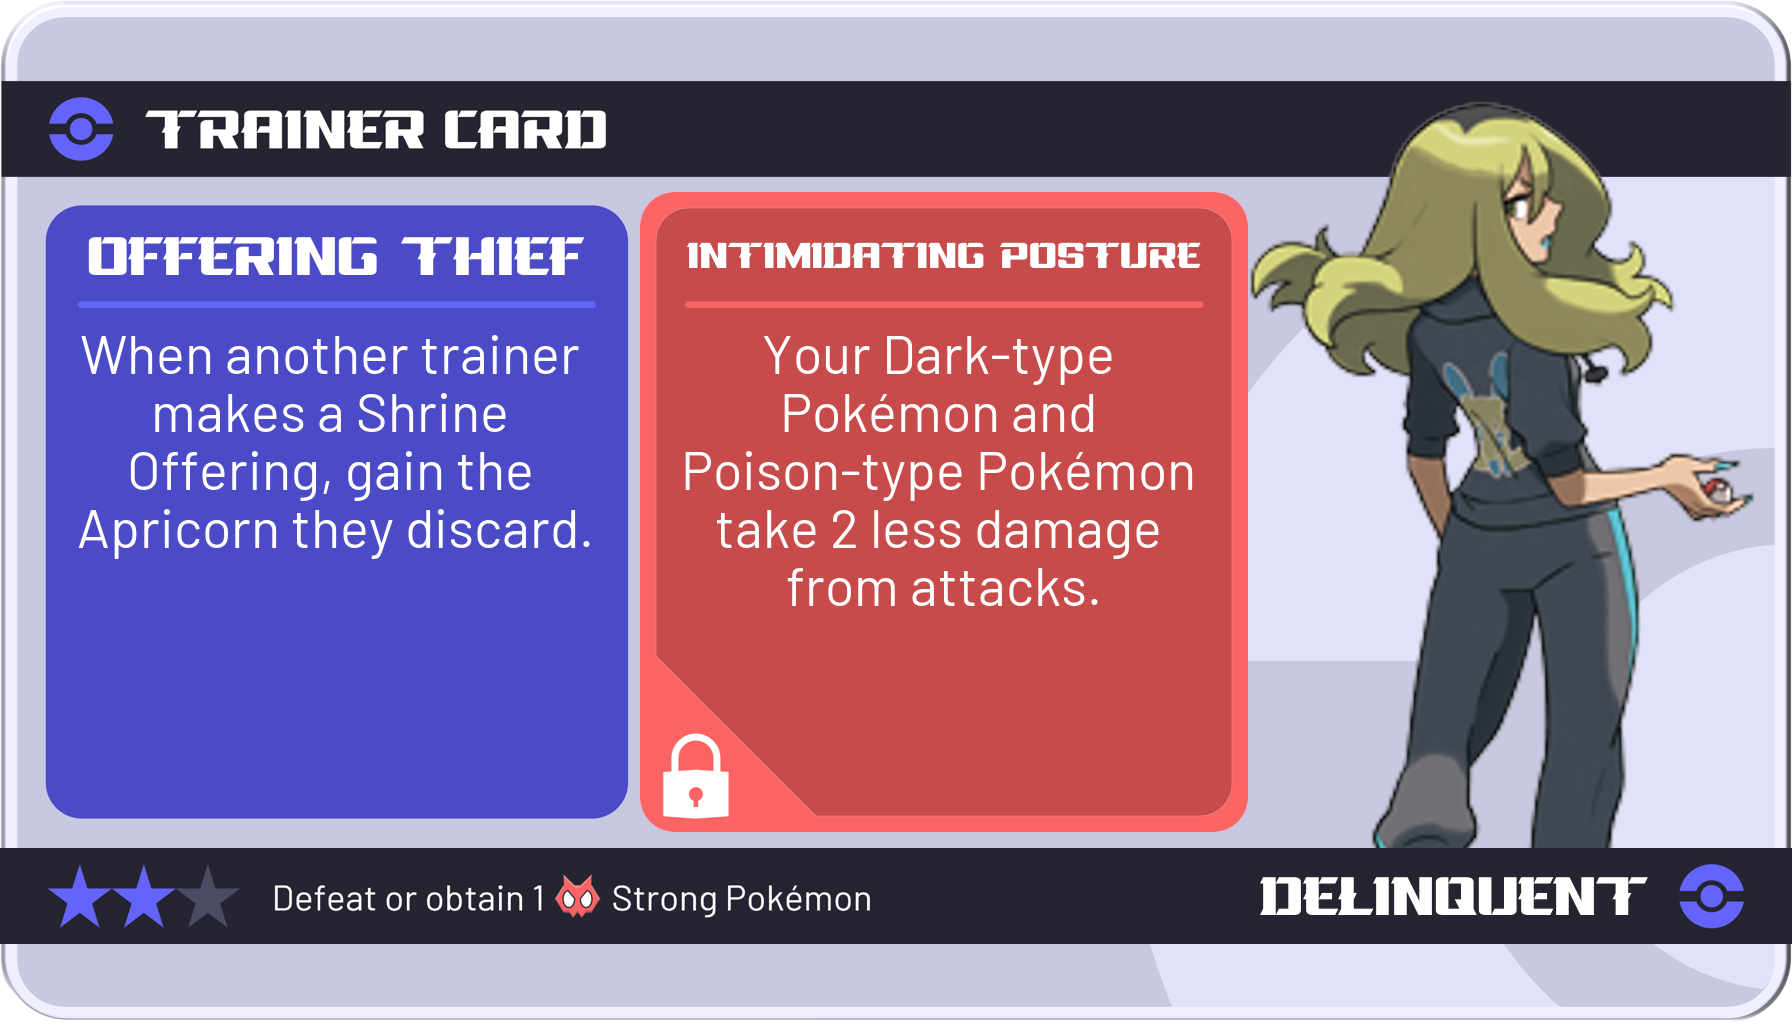 TRAINER CARD
OFFERING THIEF
When another trainer
makes a Shrine
Offering, gain the
Apricorn they discard.
INTIMIDATING POSTURE
Your Dark-type
Pokémon and
Poison-type Pokémon
take 2 less damage
from attacks.
Defeat or obtain 1 Strong Pokémon
DELINQUENT